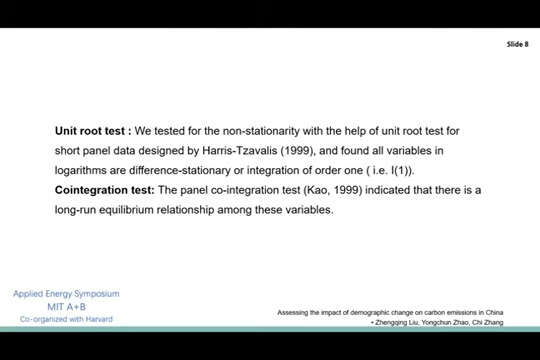 Slide 8
Unit root test : We tested for the non-stationarity with the help of unit root test for
short panel data designed by Harris-Tzavalis (1999), and found all variables in
logarithms are difference-stationary or integration of order one ( i.e. I(1)).
Cointegration test: The panel co-integration test (Kao, 1999) indicated that there is a
long-run equilibrium relationship among these variables.
Applied Energy Symposium
MIT A+B
Co-organized with Harvard
Assessing the impact of demographic change on carbon emissions in China
• Zhengqing Liu, Yongchun Zhao, Chi Zhang